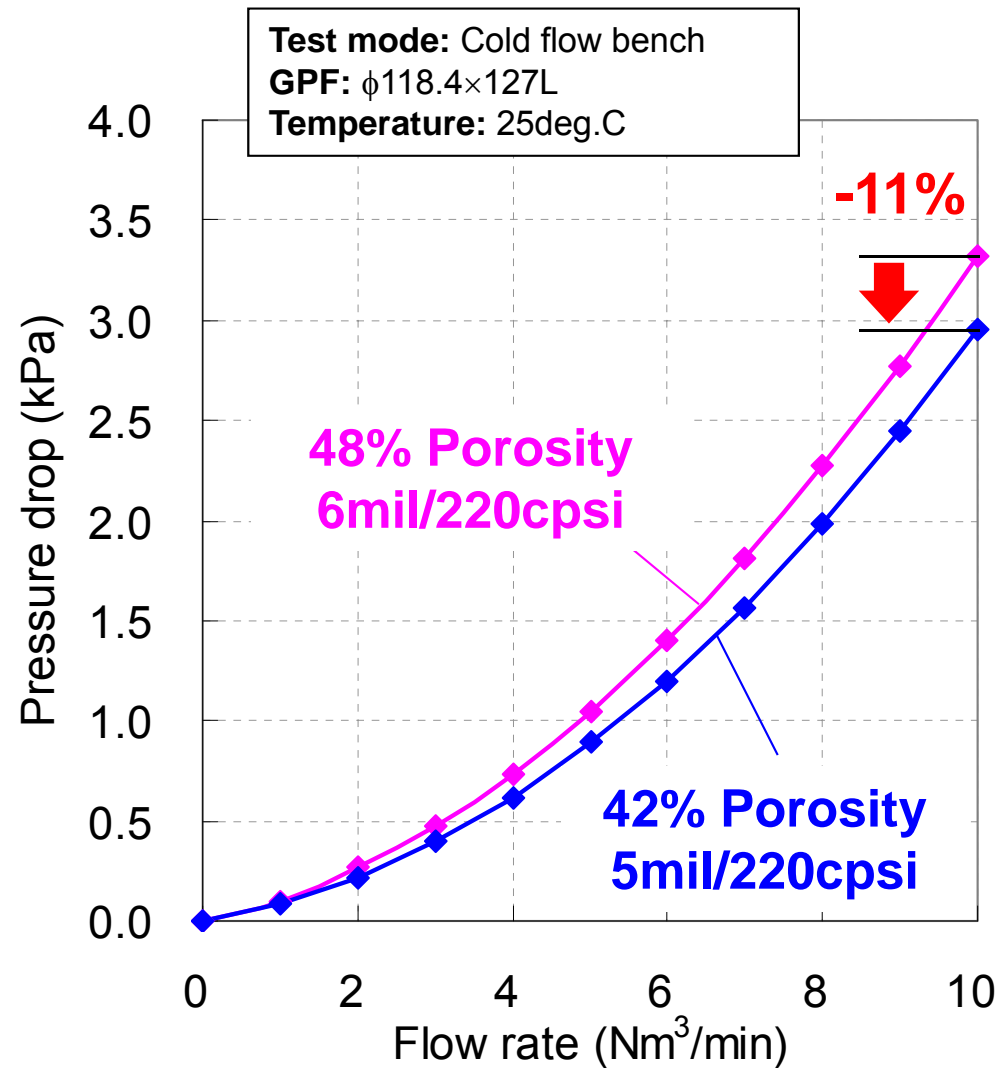 Test mode: Cold flow bench
GPF: ϕ118.4×127L
Temperature: 25deg.C
4.0
3.5
3.0
2.5
2.0
1.5
1.0
0.5
0.0
Pressure drop (kPa)
-11%
48% Porosity
6mil/220cpsi
42% Porosity
5mil/220cpsi
0 2 4 6 8 10
Flow rate (Nm³/min)